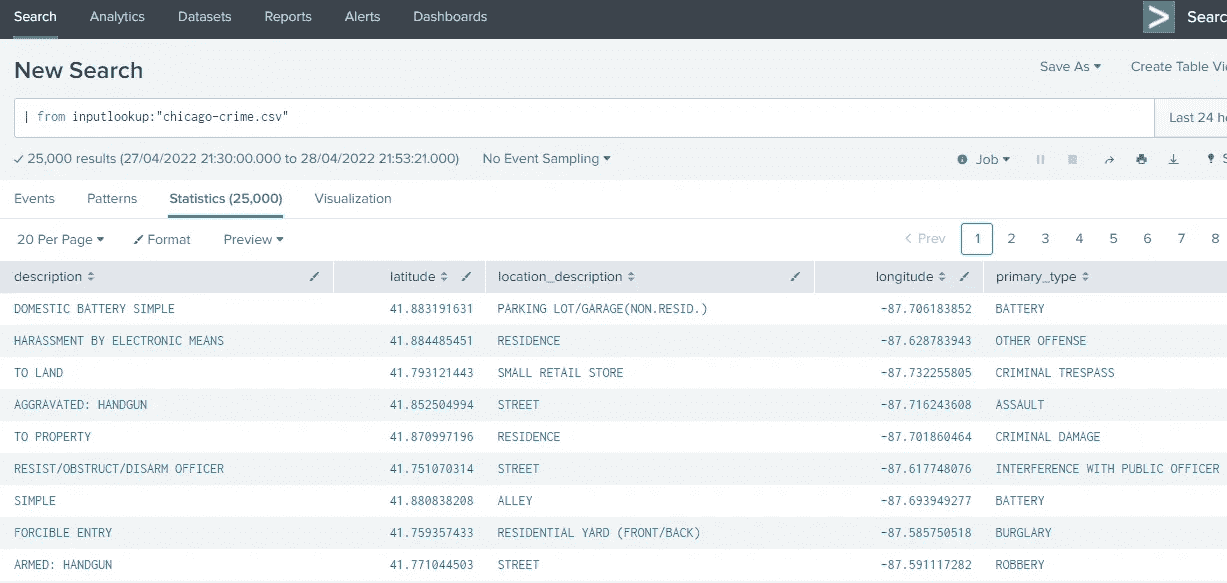 Search Analytics Datasets Reports Alerts Dashboards
New Search
Save As Create Table
| from inputlookup:"chicago-crime.csv"
Last 24
25,000 results (27/04/2022 21:30:00.000 to 28/04/2022 21:53:21.000) No Event Sampling Job
Events Patterns Statistics (25,000) Visualization
20 Per Page Format Preview < Prev 1 2 3 4 5 6 7 8
description latitude location_description longitude primary_type
DOMESTIC BATTERY SIMPLE 41.883191631 PARKING LOT/GARAGE(NON.RESID.) -87.706183852 BATTERY
HARASSMENT BY ELECTRONIC MEANS 41.884485451 RESIDENCE -87.628783943 OTHER OFFENSE
TO LAND 41.793121443 SMALL RETAIL STORE -87.732255805 CRIMINAL TRESPASS
AGGRAVATED: HANDGUN 41.852504994 STREET -87.716243608 ASSAULT
TO PROPERTY 41.870997196 RESIDENCE -87.701860464 CRIMINAL DAMAGE
RESIST/OBSTRUCT/DISARM OFFICER 41.751070314 STREET -87.617748076 INTERFERENCE WITH PUBLIC OFFICER
SIMPLE 41.880838208 ALLEY -87.693949277 BATTERY
FORCIBLE ENTRY 41.759357433 RESIDENTIAL YARD (FRONT/BACK) -87.585750518 BURGLARY
ARMED: HANDGUN 41.771044503 STREET -87.591117282 ROBBERY